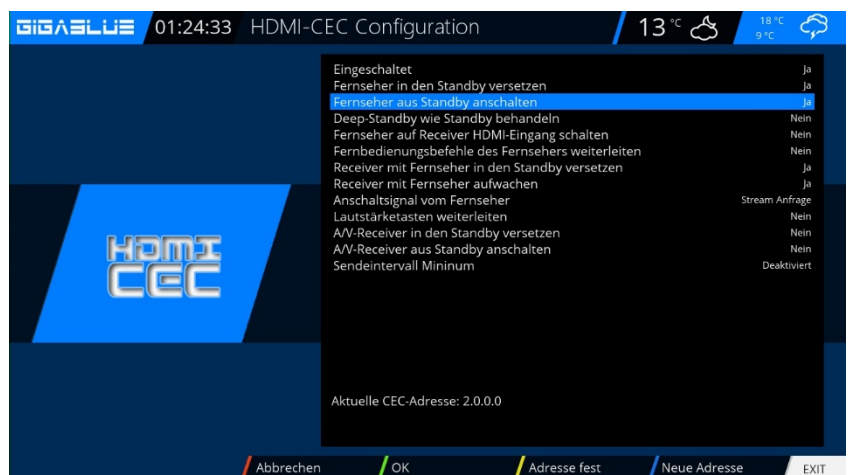 GIGABLUE 01:24:33 HDMI-CEC Configuration 13 °C 18 °C
9 °C
Eingeschaltet Ja
Fernseher in den Standby versetzen Ja
Fernseher aus Standby anschalten Ja
Deep-Standby wie Standby behandeln Nein
Fernseher auf Receiver HDMI-Eingang schalten Nein
Fernbedienungsbefehle des Fernsehers weiterleiten Nein
Receiver mit Fernseher in den Standby versetzen Ja
Receiver mit Fernseher aufwachen Ja
Anschaltsignal vom Fernseher Stream Anfrage
Lautstärketasten weiterleiten Nein
A/V-Receiver in den Standby versetzen Nein
A/V-Receiver aus Standby anschalten Nein
Sendeintervall Mininum Deaktiviert
HDMI
CEC
Aktuelle CEC-Adresse: 2.0.0.0
Abbrechen OK Adresse fest Neue Adresse EXIT